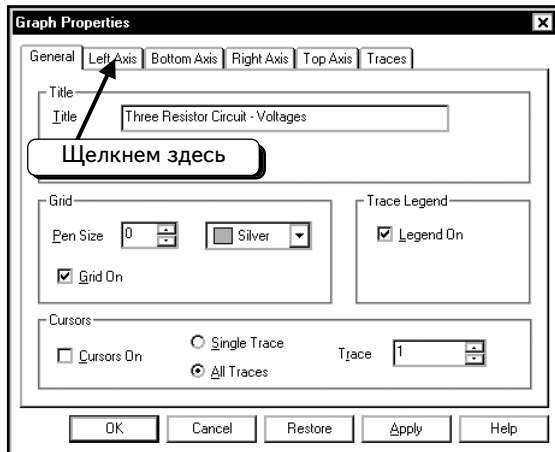 Graph Properties
General Left Axis Bottom Axis Right Axis Top Axis Traces
Title
Title Three Resistor Circuit - Voltages
Щелкнем здесь
Grid
Pen Size 0 Silver
Grid On
Trace Legend
Legend On
Cursors
Cursors On
Single Trace
All Traces
Trace 1
OK Cancel Restore Apply Help